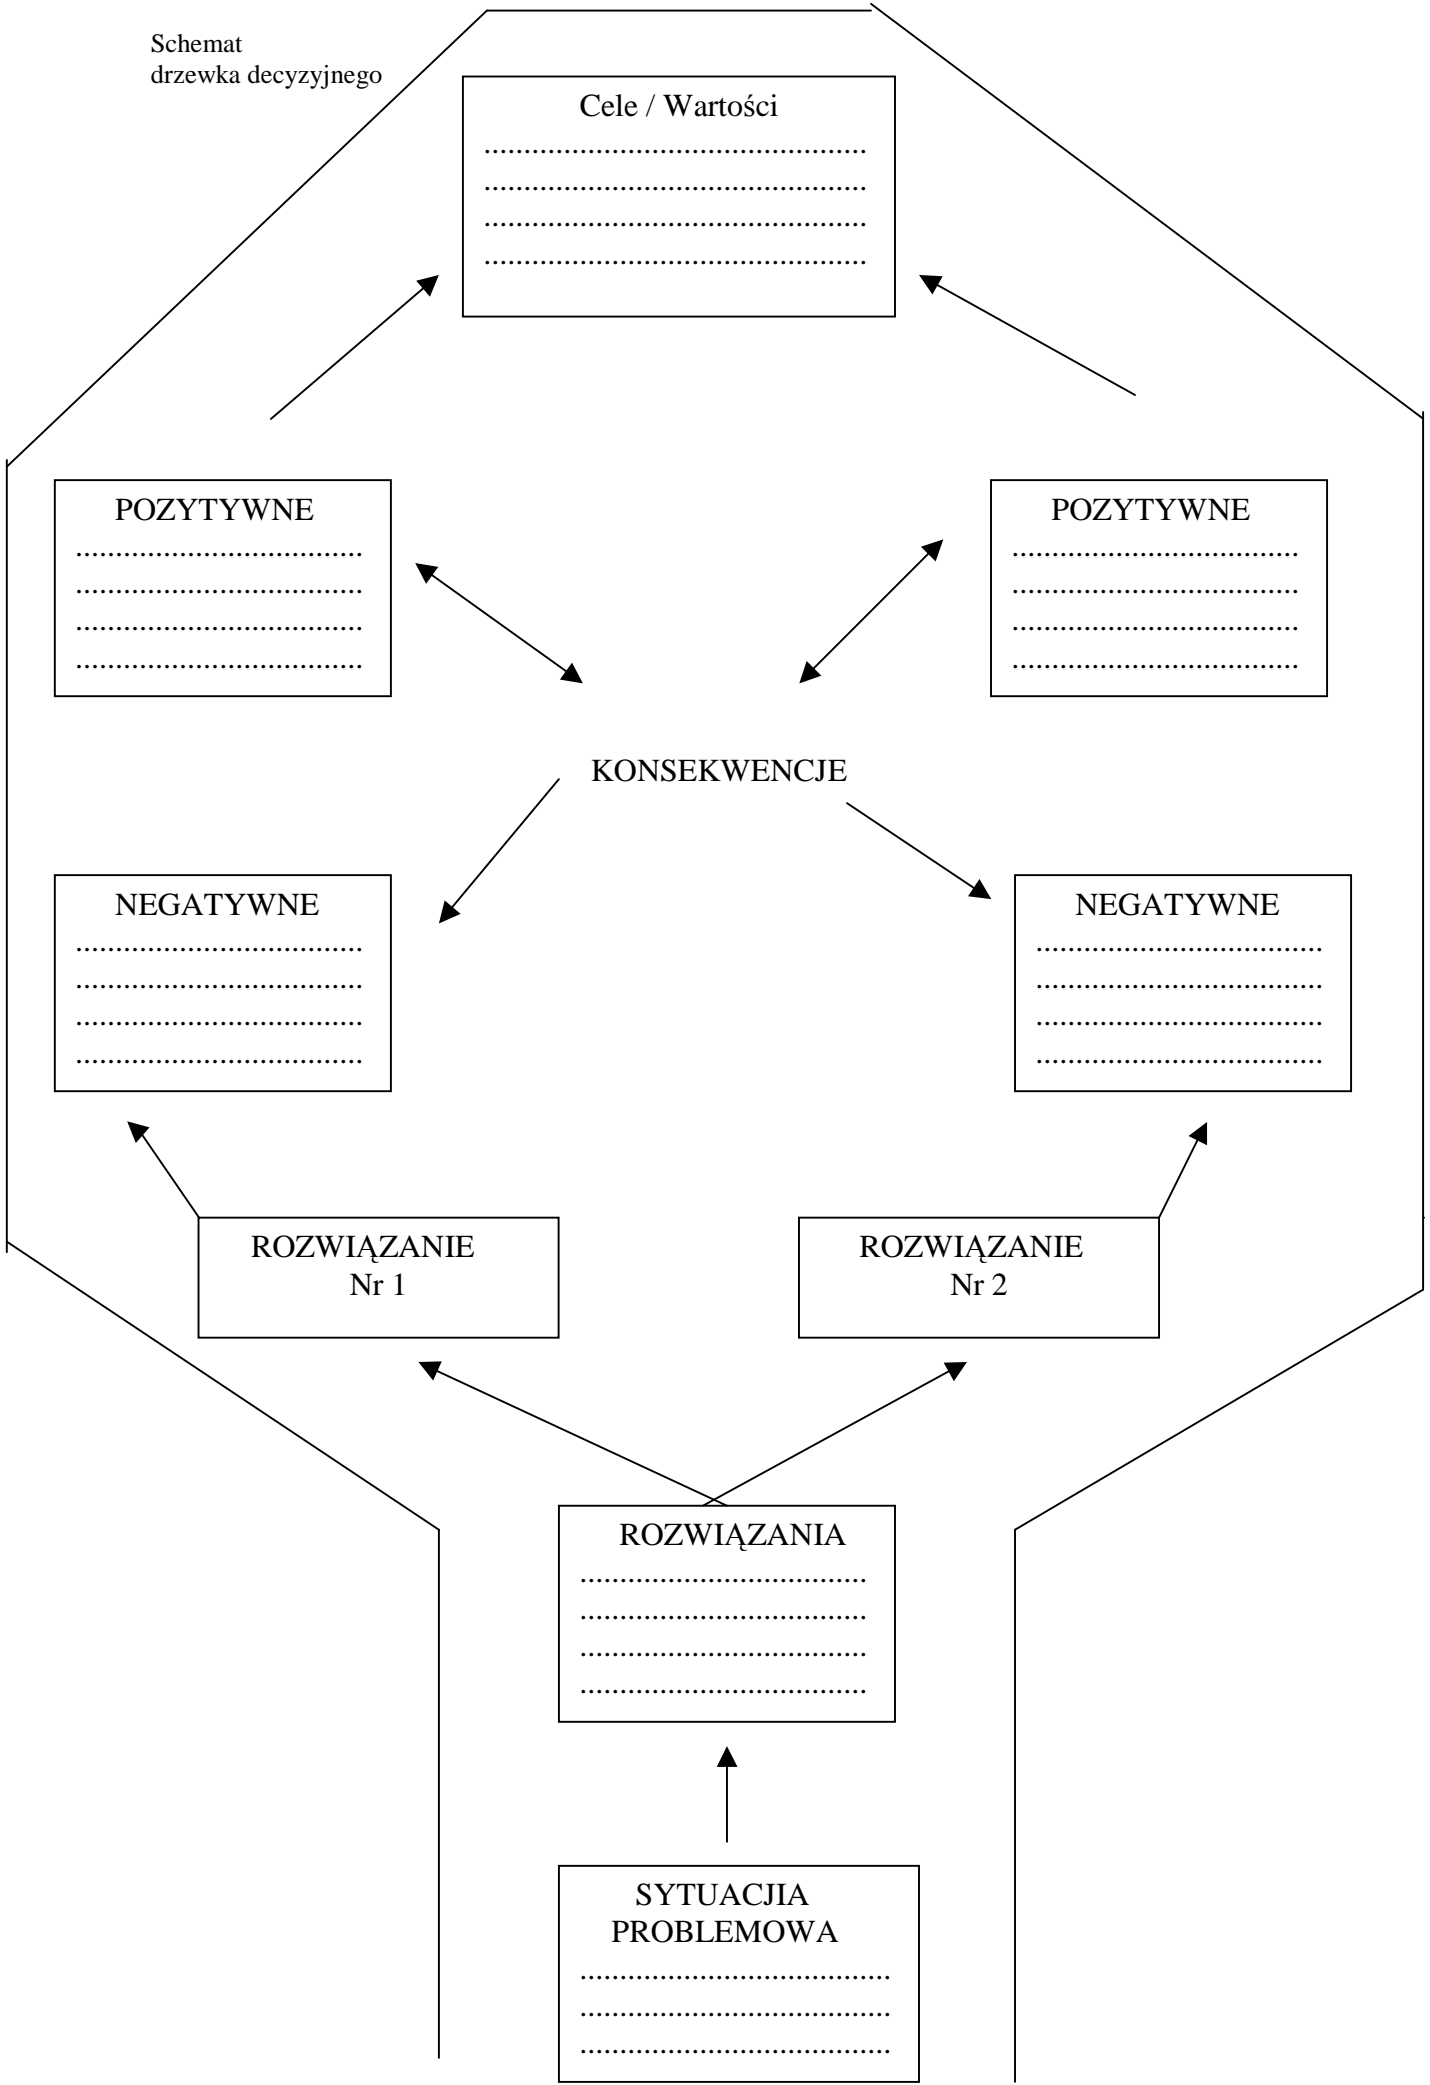 Schemat
drzewka decyzyjnego
Cele / Wartości
................................................
................................................
................................................
................................................
POZYTYWNE
....................................
....................................
....................................
....................................
POZYTYWNE
....................................
....................................
....................................
....................................
KONSEKWENCJE
NEGATYWNE
....................................
....................................
....................................
....................................
NEGATYWNE
....................................
....................................
....................................
....................................
ROZWIĄZANIE
Nr 1
ROZWIĄZANIE
Nr 2
ROZWIĄZANIA
....................................
....................................
....................................
....................................
SYTUACJIA
PROBLEMOWA
.......................................
.......................................
.......................................